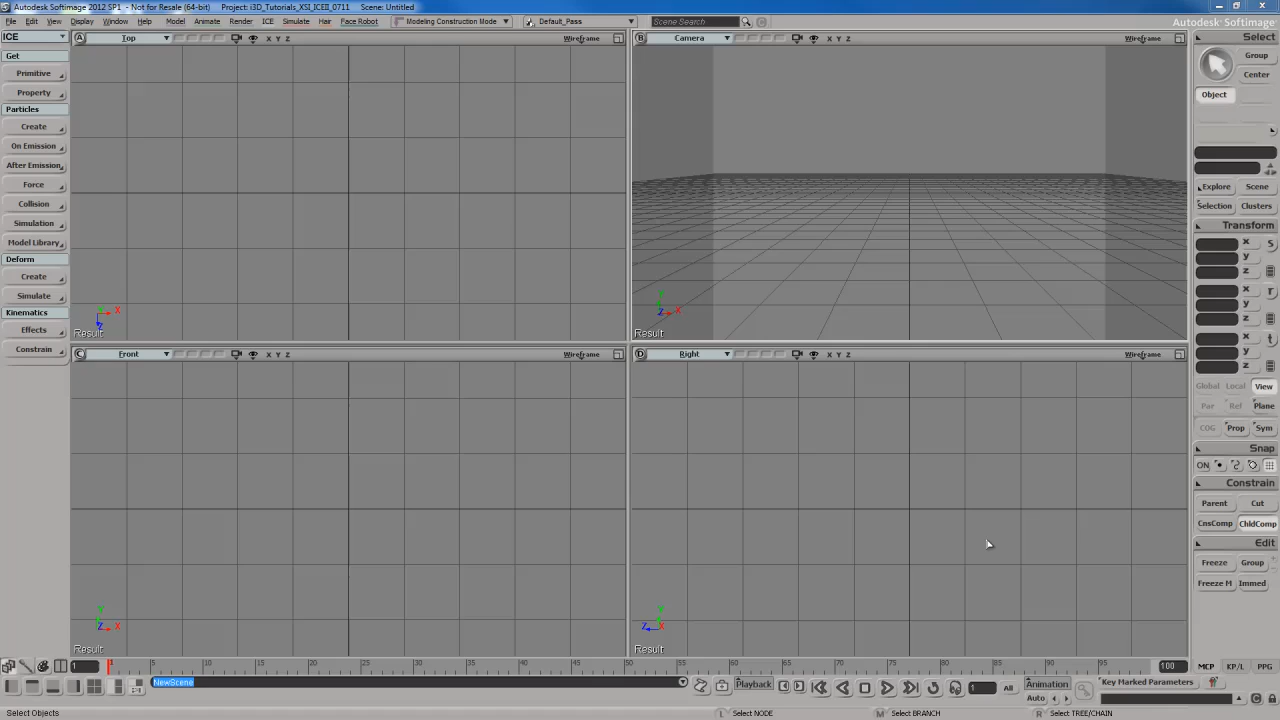 Autodesk Softimage 2012 SP1 - Not for Resale (64-bit) Project: i3D_Tutorials_XSI_ICEII_0711 Scene: Untitled
File Edit View Display Window Help Model Animate Render ICE Simulate Hair Face Robot Modeling Construction Mode Default_Pass Scene Search Autodesk Softimage
ICE
A Top X Y Z Wireframe
B Camera X Y Z Wireframe
Select
Get
Primitive
Property
Particles
Create
On Emission
After Emission
Force
Collision
Simulation
Model Library
Deform
Create
Simulate
Kinematics
Effects
Constrain
Y X Z
Result
Y X Z
Result
C Front X Y Z Wireframe
D Right X Y Z Wireframe
Y Z X
Result
Y Z X
Result
Group
Center
Object
Explore Scene
Selection Clusters
Transform
x s
y
z
x r
y
z
x t
y
z
Global Local View
Par Ref Plane
COG Prop Sym
Snap
ON
Constrain
Parent Cut
CnsComp ChldComp
Edit
Freeze Group
Freeze M Immed
1 1 5 10 15 20 25 30 35 40 45 50 55 60 65 70 75 80 85 90 95 100 MCP KP/L PPG
NewScene Playback 1 All Animation Key Marked Parameters
Auto
Select Objects L Select NODE M Select BRANCH R Select TREE/CHAIN